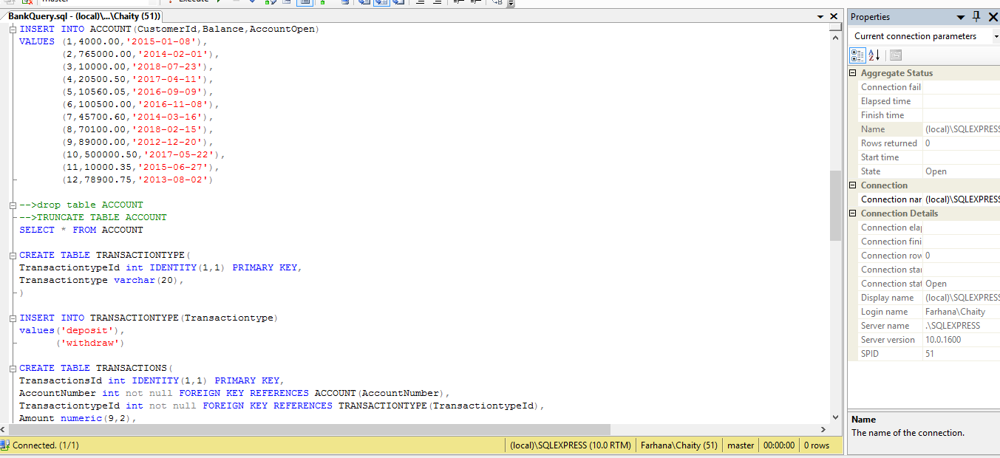 BankQuery.sql - (local)\...\Chaity (51))
INSERT INTO ACCOUNT(CustomerId,Balance,AccountOpen)
VALUES (1,4000.00,'2015-01-08'),
(2,765000.00,'2014-02-01'),
(3,10000.00,'2018-07-23'),
(4,20500.50,'2017-04-11'),
(5,10560.05,'2016-09-09'),
(6,100500.00,'2016-11-08'),
(7,45700.60,'2014-03-16'),
(8,70100.00,'2018-02-15'),
(9,89000.00,'2012-12-20'),
(10,500000.50,'2017-05-22'),
(11,10000.35,'2015-06-27'),
(12,78900.75,'2013-08-02')
-->drop table ACCOUNT
-->TRUNCATE TABLE ACCOUNT
SELECT * FROM ACCOUNT
CREATE TABLE TRANSACTIONTYPE(
TransactiontypeId int IDENTITY(1,1) PRIMARY KEY,
Transactiontype varchar(20),
)
INSERT INTO TRANSACTIONTYPE(Transactiontype)
values('deposit'),
('withdraw')
CREATE TABLE TRANSACTIONS(
TransactionsId int IDENTITY(1,1) PRIMARY KEY,
AccountNumber int not null FOREIGN KEY REFERENCES ACCOUNT(AccountNumber),
TransactiontypeId int not null FOREIGN KEY REFERENCES TRANSACTIONTYPE(TransactiontypeId),
Amount numeric(9,2),
Connected. (1/1)
(local)\SQLEXPRESS (10.0 RTM) Farhana\Chaity (51) master 00:00:00 0 rows
Properties
Current connection parameters
Aggregate Status
Connection fail
Elapsed time
Finish time
Name (local)\SQLEXPRESS
Rows returned 0
Start time
State Open
Connection
Connection nar (local)\SQLEXPRESS
Connection Details
Connection ela
Connection fini
Connection row 0
Connection star
Connection stat Open
Display name (local)\SQLEXPRESS
Login name Farhana\Chaity
Server name .\SQLEXPRESS
Server version 10.0.1600
SPID 51
Name
The name of the connection.